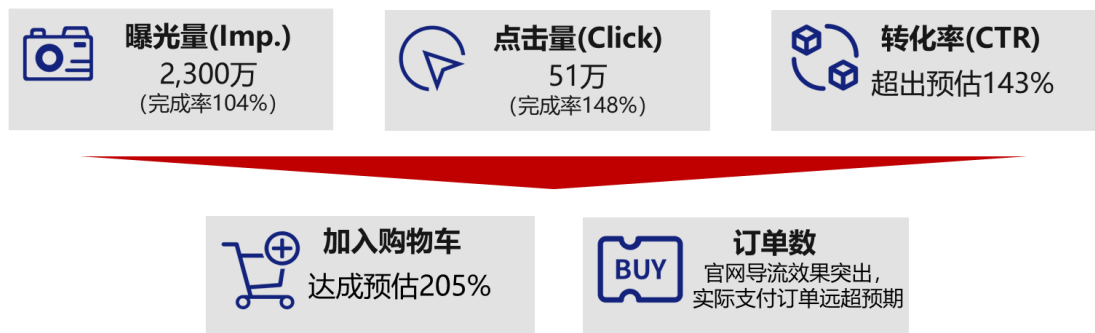 曝光量(Imp.)
2,300万
(完成率104%)
点击量(Click)
51万
(完成率148%)
转化率(CTR)
超出预估143%
加入购物车
达成预估205%
BUY
订单数
官网导流效果突出，
实际支付订单远超预期